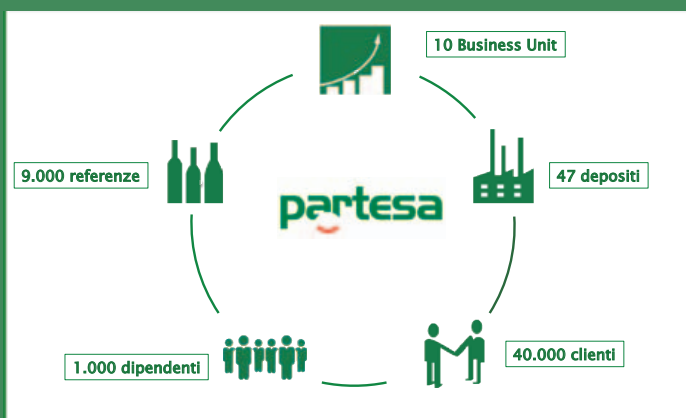 10 Business Unit
9.000 referenze
47 depositi
partesa
1.000 dipendenti
40.000 clienti